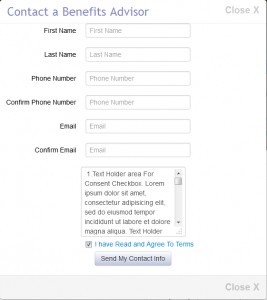 Contact a Benefits Advisor Close X
First Name First Name
Last Name Last Name
Phone Number Phone Number
Confirm Phone Number Phone Number
Email Email
Confirm Email Email
1.Text Holder area For
Consent Checkbox. Lorem
ipsum dolor sit amet,
consectetur adipisicing elit,
sed do eiusmod tempor
incididunt ut labore et dolore
magna aliqua. Text Holder
I have Read and Agree To Terms
Send My Contact Info
Close X